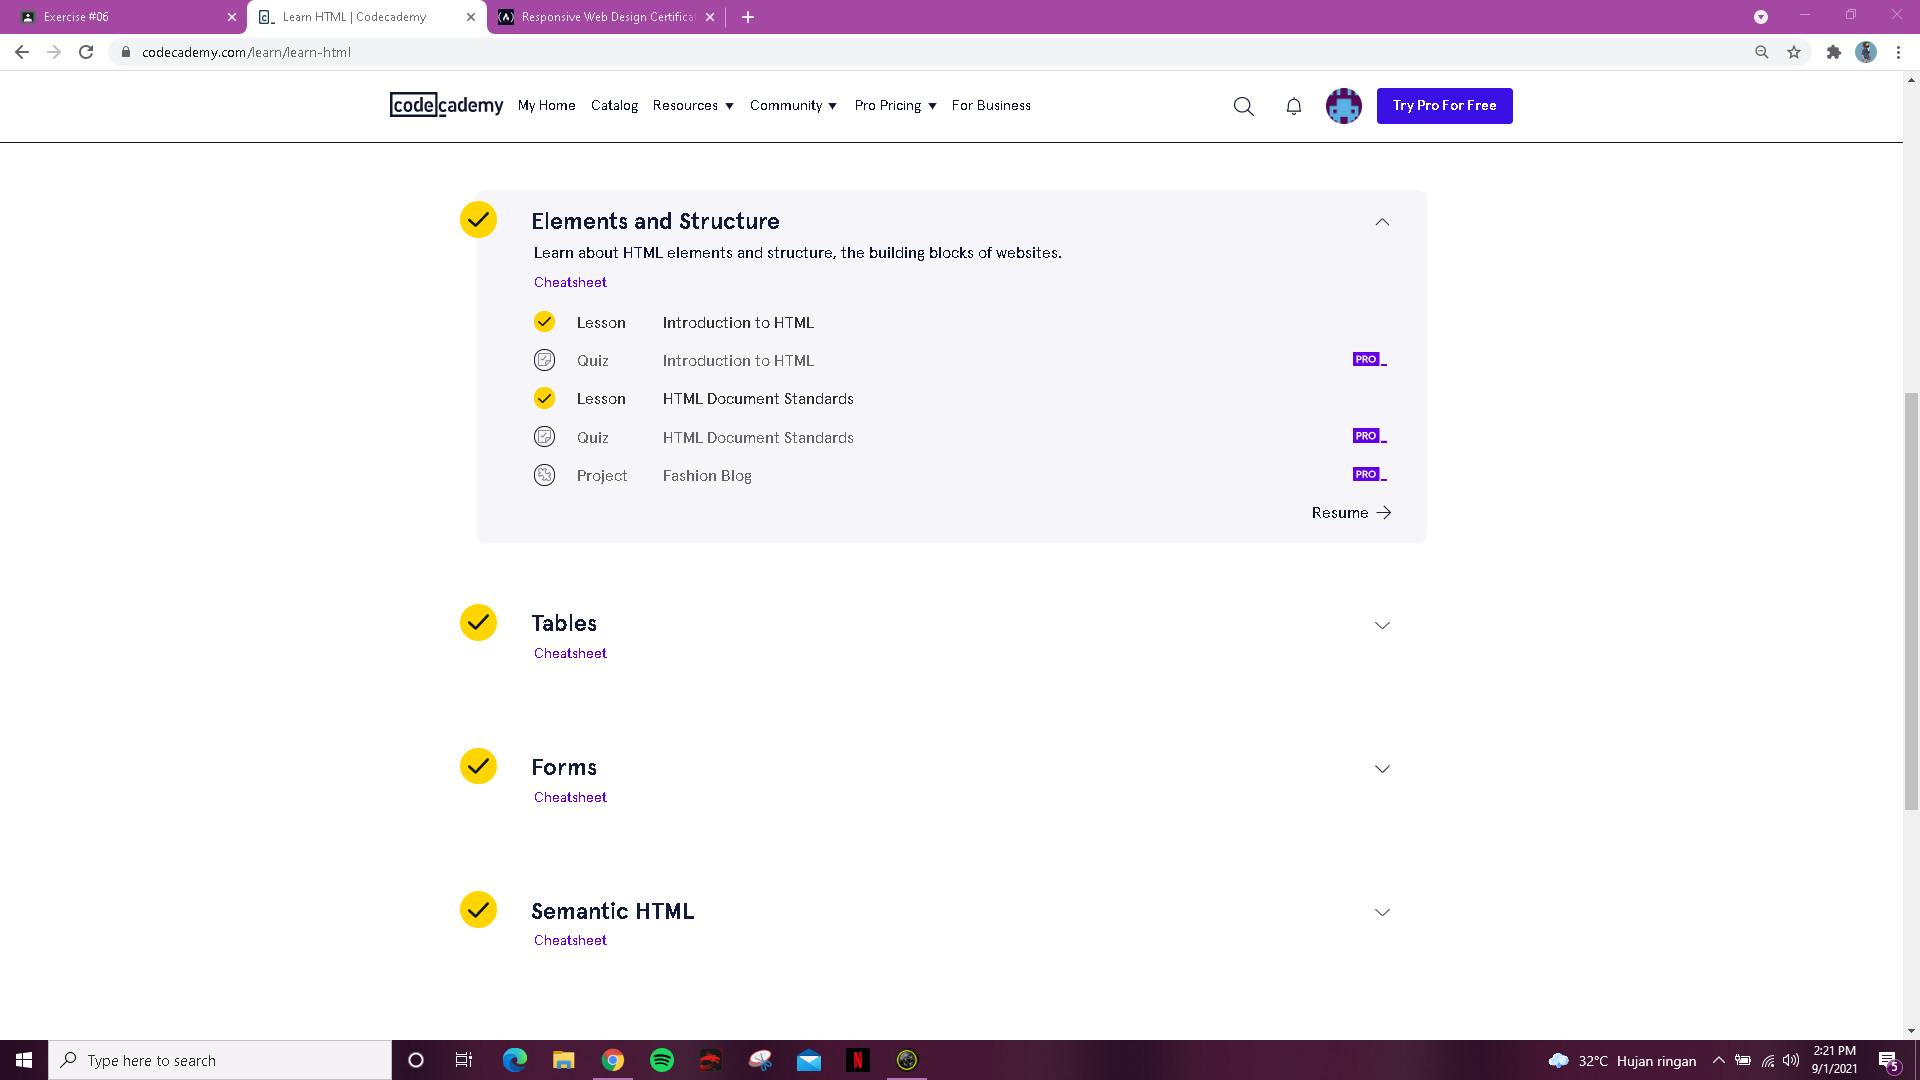 Exercise #06
Learn HTML | Codecademy
Responsive Web Design Certifica
codecademy.com/learn/learn-html
codecademy
My Home
Catalog
Resources
Community
Pro Pricing
For Business
Try Pro For Free
Elements and Structure
Learn about HTML elements and structure, the building blocks of websites.
Cheatsheet
Lesson Introduction to HTML
Quiz Introduction to HTML PRO
Lesson HTML Document Standards
Quiz HTML Document Standards PRO
Project Fashion Blog PRO
Resume
Tables
Cheatsheet
Forms
Cheatsheet
Semantic HTML
Cheatsheet
Type here to search
32°C Hujan ringan
2:21 PM
9/1/2021
5